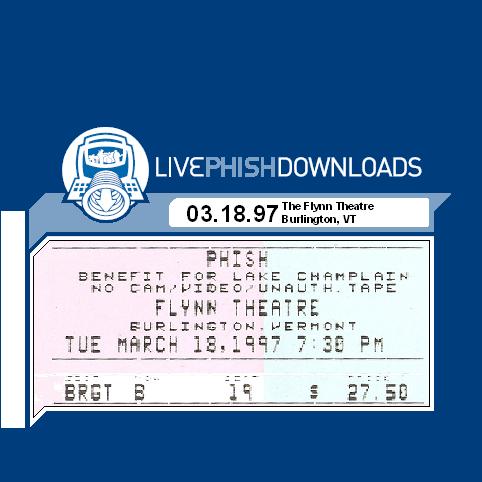 LIVEPHISHDOWNLOADS
03.18.97 The Flynn Theatre
Burlington, VT
PHISH
BENEFIT FOR LAKE CHAMPLAIN
NO CAM/VIDEO/UNAUTH.TAPE
FLYNN THEATRE
BURLINGTON,VERMONT
TUE MARCH 18,1997 7:30 PM
BRGT B 19 $ 27.50